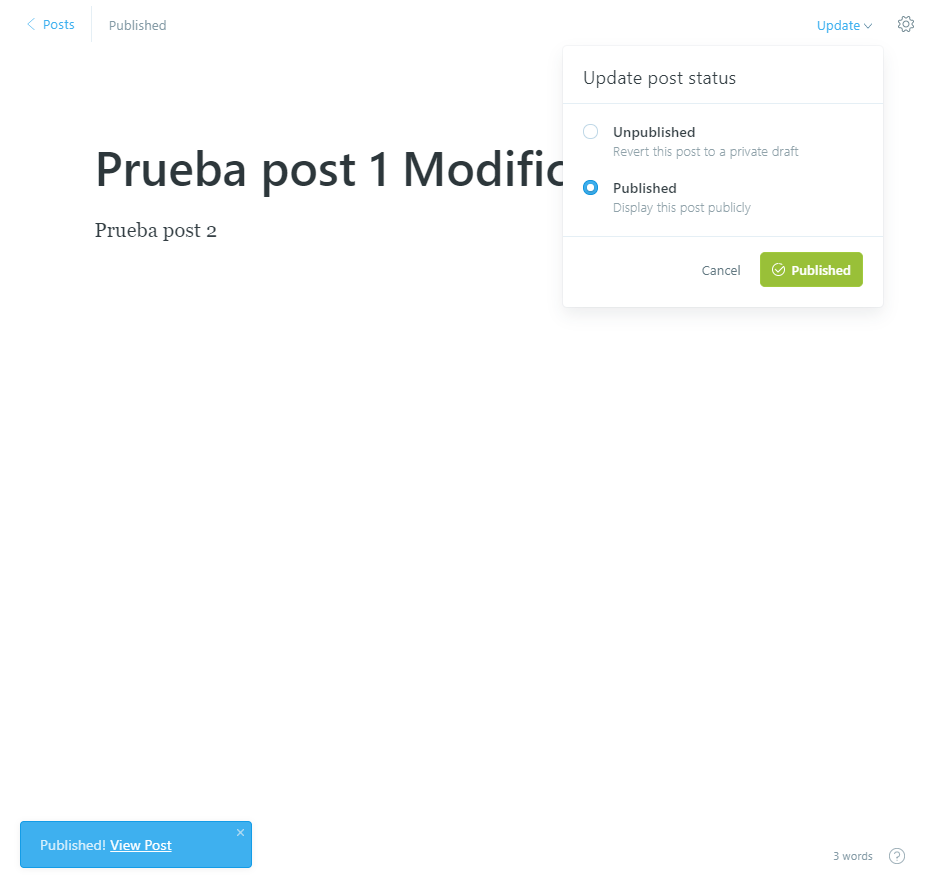 Posts
Published
Update
Update post status
Unpublished
Revert this post to a private draft
Published
Display this post publicly
Cancel
Published
Prueba post 1 Modific
Prueba post 2
Published! View Post
3 words